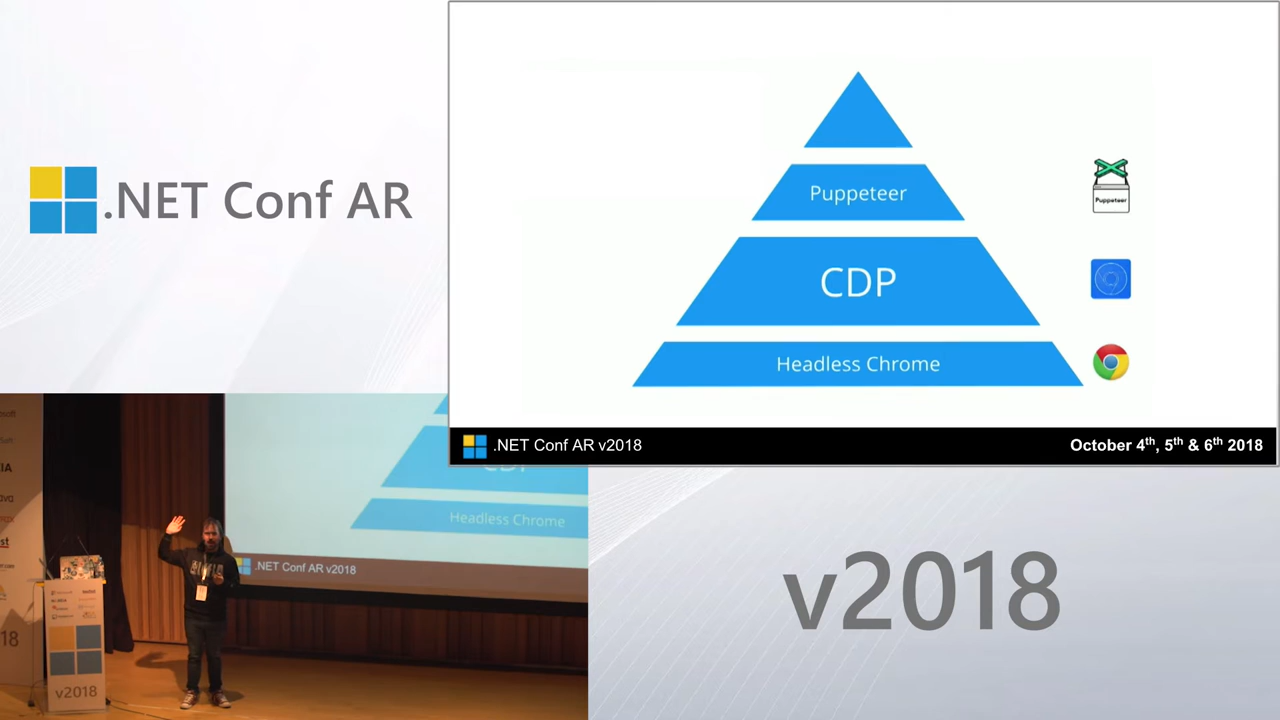 .NET Conf AR
Puppeteer
Puppeteer
CDP
Headless Chrome
.NET Conf AR v2018
October 4th, 5th & 6th 2018
CDP
Headless Chrome
.NET Conf AR v2018
v2018
v2018